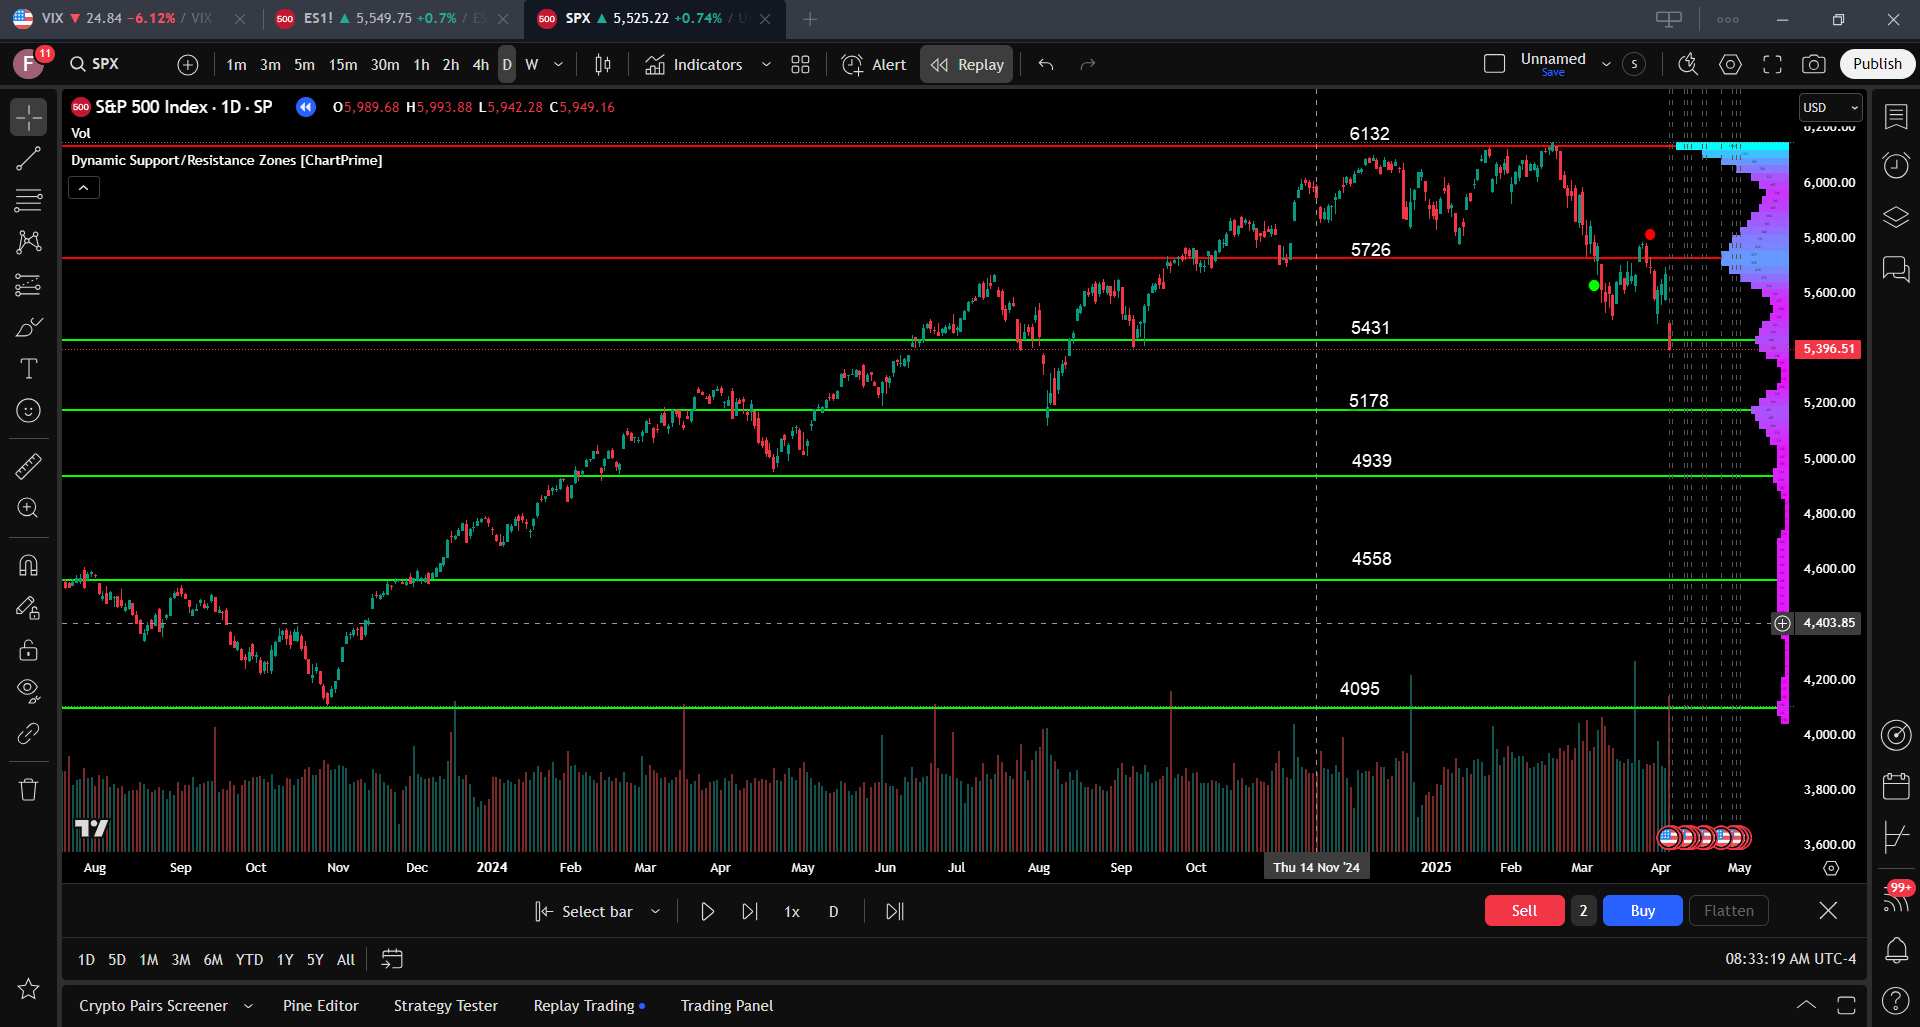 VIX ▼ 24.84 −6.12% / VIX
500 ES1! ▲ 5,549.75 +0.7% / ES
500 SPX ▲ 5,525.22 +0.74% / U
F 11 SPX 1m 3m 5m 15m 30m 1h 2h 4h D W Indicators Alert Replay Unnamed Save S Publish
500 S&P 500 Index · 1D · SP O5,989.68 H5,993.88 L5,942.28 C5,949.16
USD
Vol
Dynamic Support/Resistance Zones [ChartPrime]
6132
5726
5431
5178
4939
4558
4095
6,200.00
6,000.00
5,800.00
5,600.00
5,396.51
5,200.00
5,000.00
4,800.00
4,600.00
4,403.85
4,200.00
4,000.00
3,800.00
3,600.00
Aug Sep Oct Nov Dec 2024 Feb Mar Apr May Jun Jul Aug Sep Oct Thu 14 Nov '24 2025 Feb Mar Apr May
99+
Select bar 1x D Sell 2 Buy Flatten
1D 5D 1M 3M 6M YTD 1Y 5Y All 08:33:19 AM UTC-4
Crypto Pairs Screener Pine Editor Strategy Tester Replay Trading Trading Panel